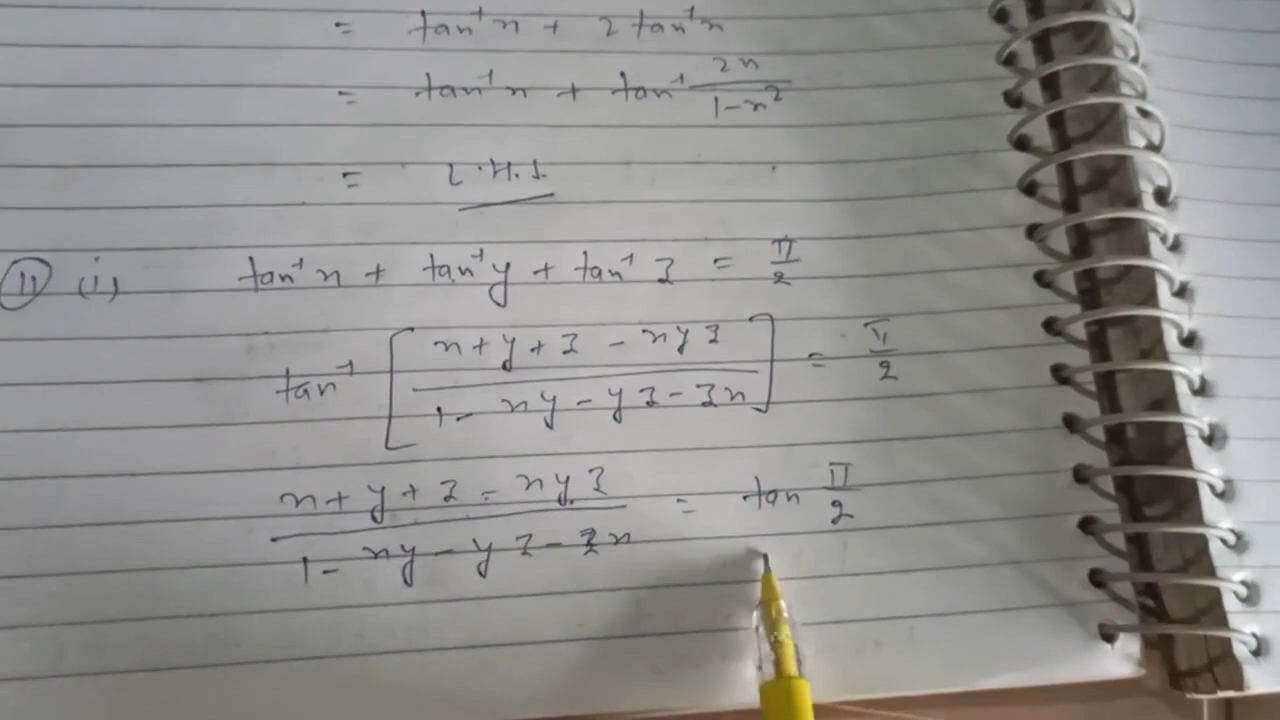 = tan⁻¹x + 2 tan⁻¹x
= tan⁻¹x + tan⁻¹ 2x/(1-x²)
= L.H.S.
11 (i) tan⁻¹x + tan⁻¹y + tan⁻¹z = π/2
tan⁻¹ [(x+y+z-xyz)/(1-xy-yz-zx)] = π/2
(x+y+z-xyz)/(1-xy-yz-zx) = tan π/2